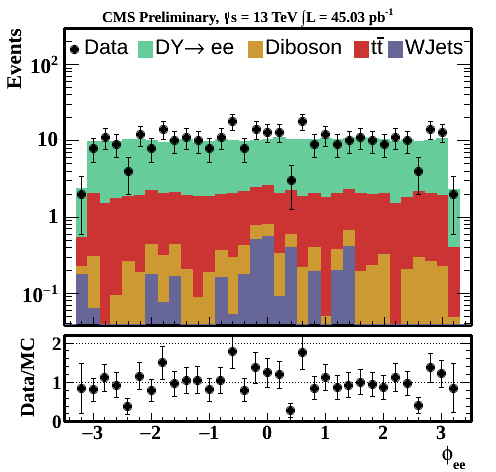 CMS Preliminary, √s = 13 TeV ∫L = 45.03 pb⁻¹
Events
Data DY→ ee Diboson tt̄ WJets
10²
10
1
10⁻¹
Data/MC
2
1
0
−3 −2 −1 0 1 2 3
ϕee